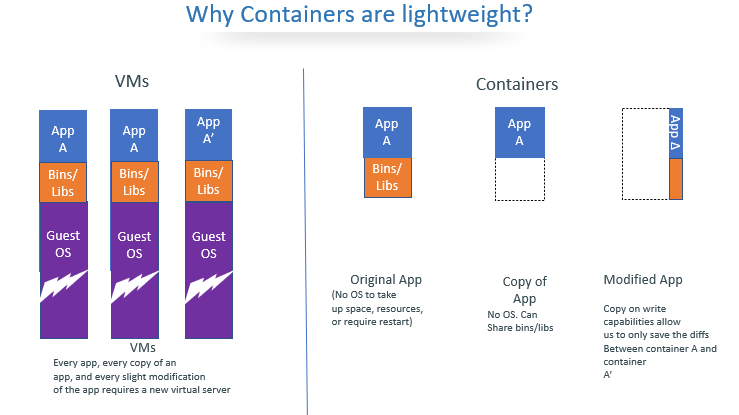 Why Containers are lightweight?
VMs
App
A
Bins/
Libs
Guest
OS
App
A
Bins/
Libs
Guest
OS
App
A’
Bins/
Libs
Guest
OS
VMs
Every app, every copy of an
app, and every slight modification
of the app requires a new virtual server
Containers
App
A
Bins/
Libs
Original App
(No OS to take
up space, resources,
or require restart)
App
A
Copy of
App
No OS. Can
Share bins/libs
App Δ
Modified App
Copy on write
capabilities allow
us to only save the diffs
Between container A and
container
A’